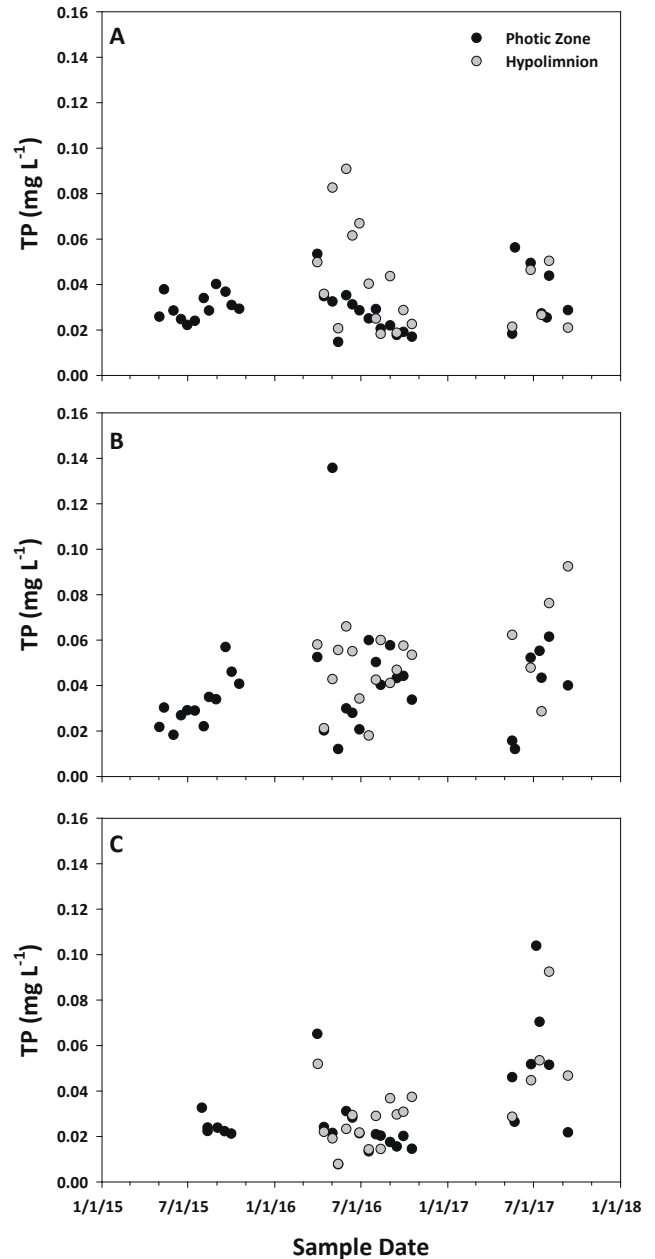 A
Photic Zone
Hypolimnion
TP (mg L⁻¹)
0.16
0.14
0.12
0.10
0.08
0.06
0.04
0.02
0.00
B
TP (mg L⁻¹)
0.16
0.14
0.12
0.10
0.08
0.06
0.04
0.02
0.00
C
TP (mg L⁻¹)
0.16
0.14
0.12
0.10
0.08
0.06
0.04
0.02
0.00
1/1/15 7/1/15 1/1/16 7/1/16 1/1/17 7/1/17 1/1/18
Sample Date